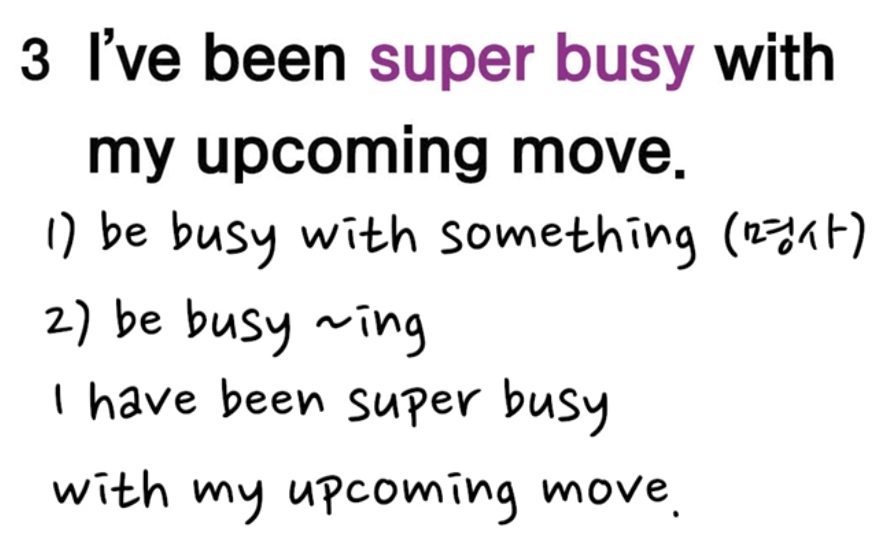 3 I've been super busy with
my upcoming move.
1) be busy with something (명사)
2) be busy ~ing
I have been super busy
with my upcoming move.